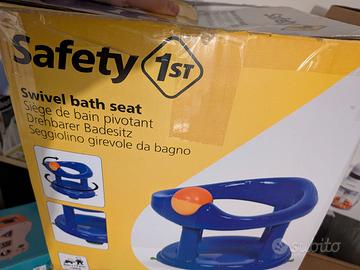 Safety 1ST
Swivel bath seat
Siège de bain pivotant
Drehbarer Badesitz
Seggiolino girevole da bagno
subito